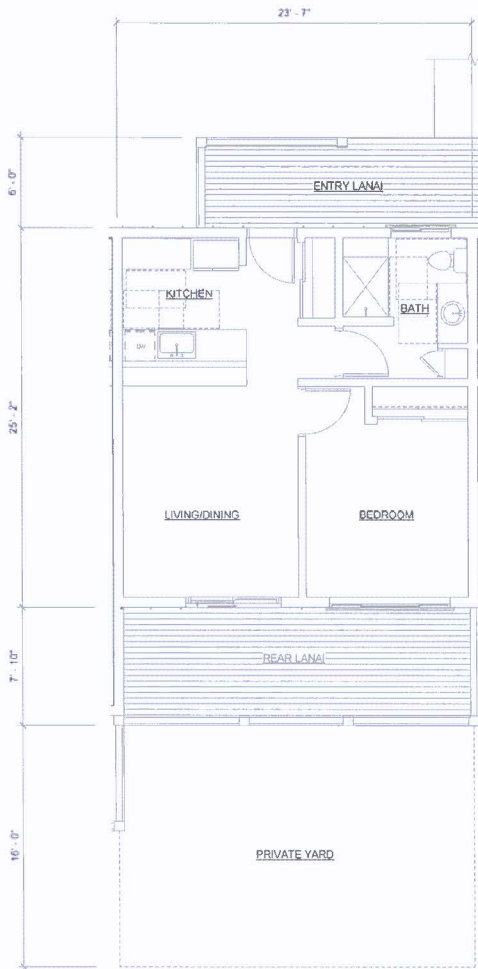 23' - 7"
6' - 0"
ENTRY LANAI
KITCHEN
BATH
DW
25' - 2"
LIVING/DINING
BEDROOM
7' - 10"
REAR LANAI
16' - 0"
PRIVATE YARD